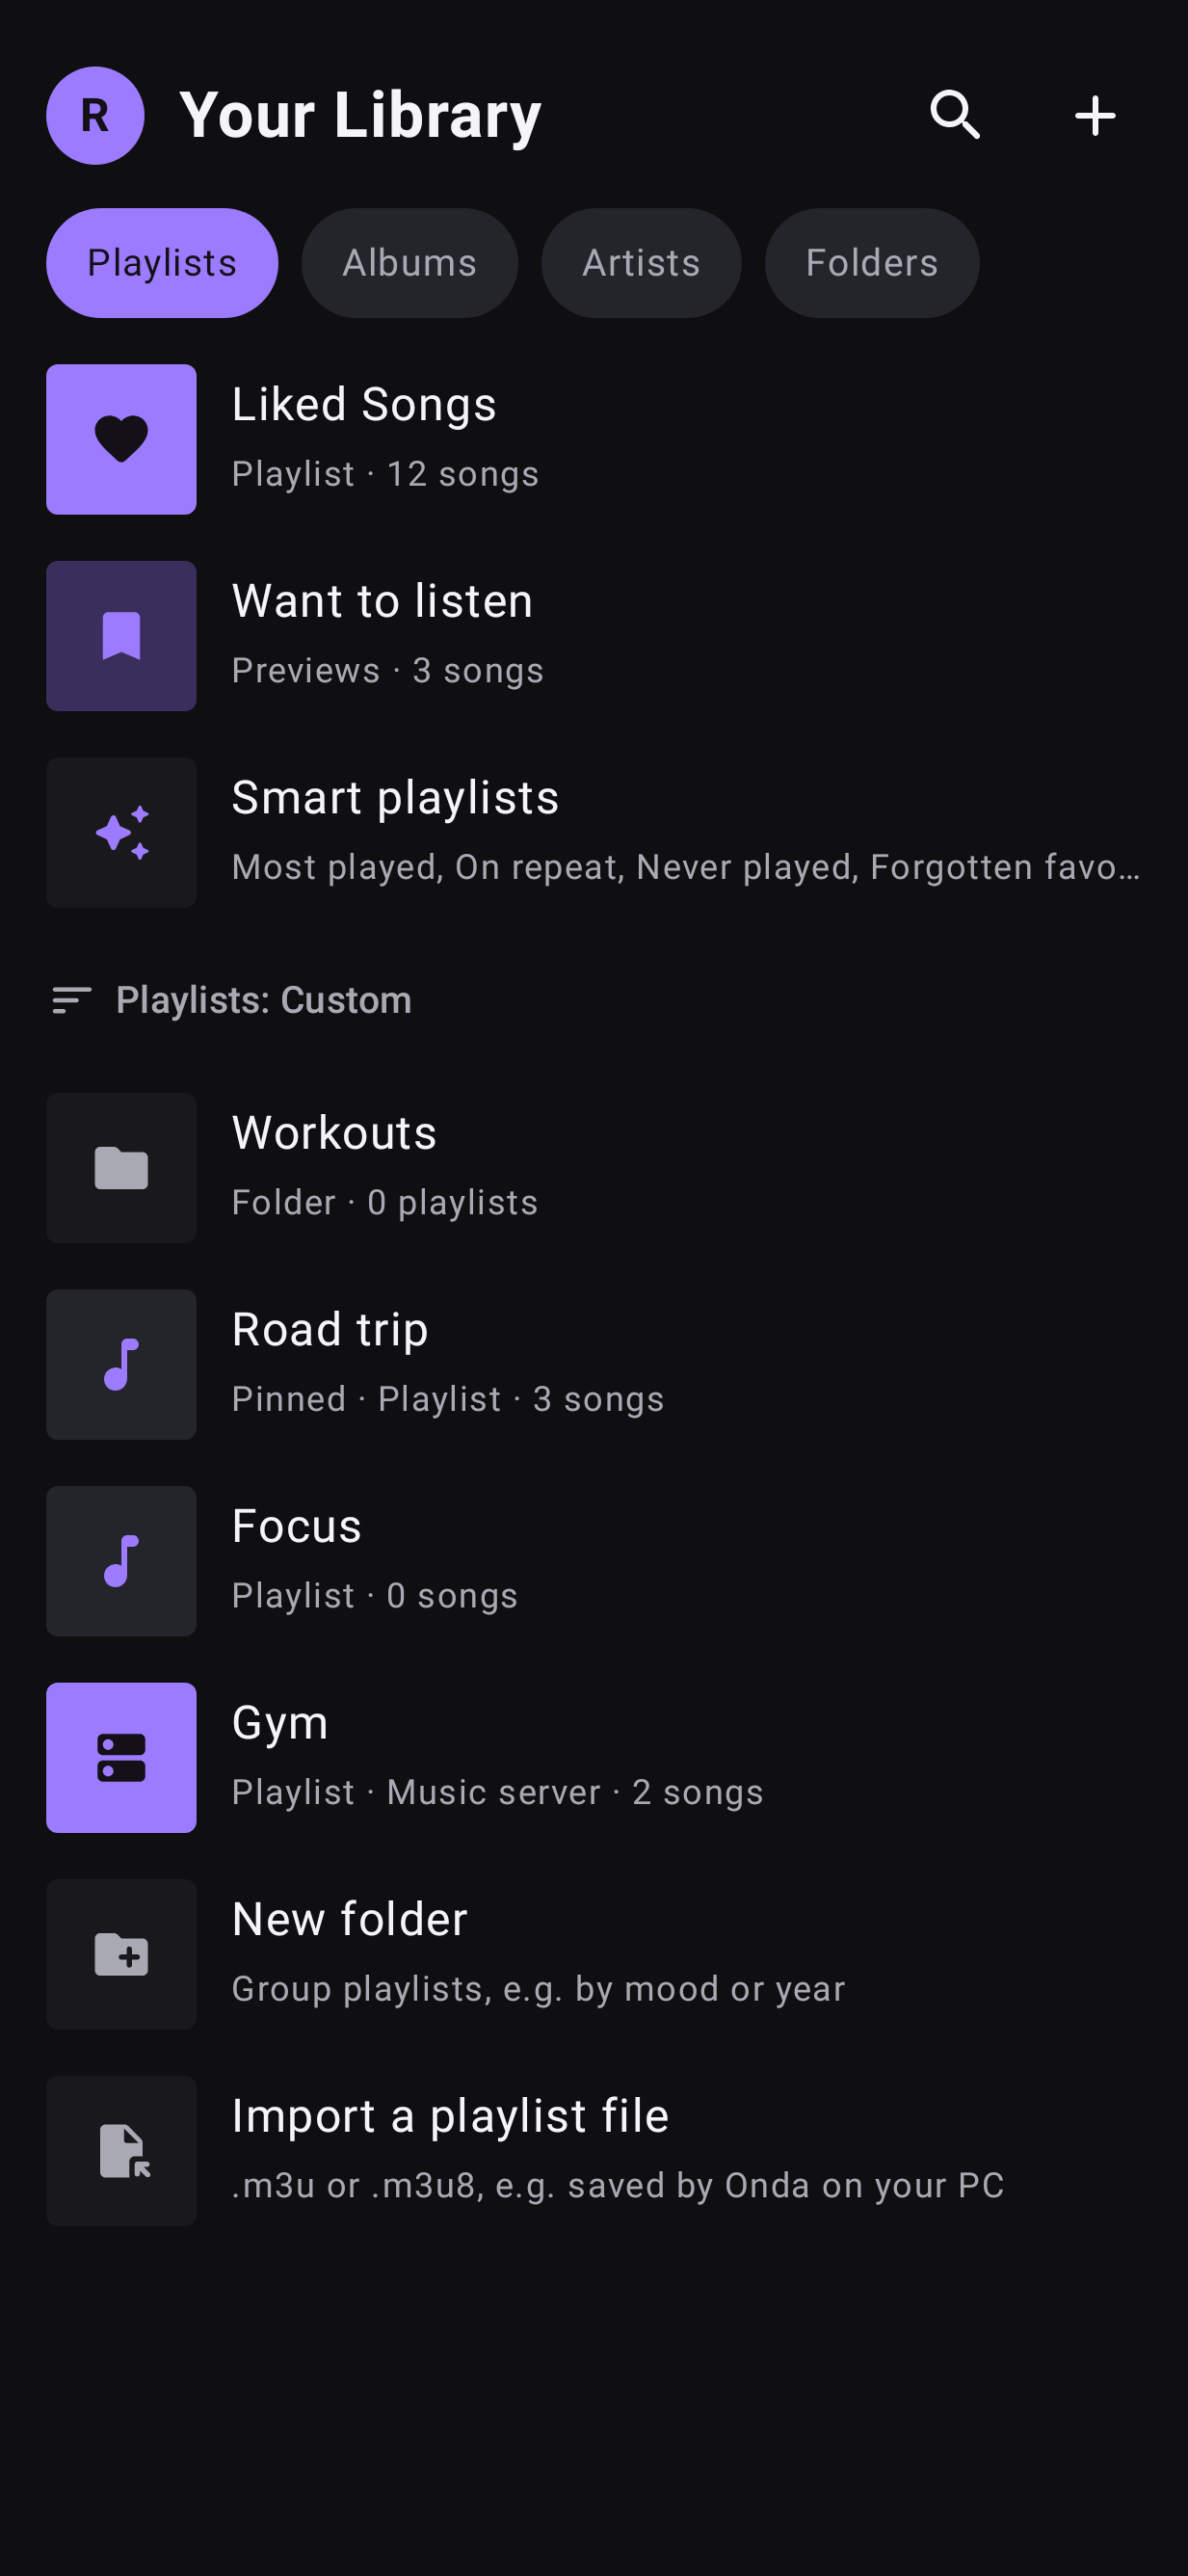 R
Your Library
Playlists
Albums
Artists
Folders
Liked Songs
Playlist · 12 songs
Want to listen
Previews · 3 songs
Smart playlists
Most played, On repeat, Never played, Forgotten favo…
Playlists: Custom
Workouts
Folder · 0 playlists
Road trip
Pinned · Playlist · 3 songs
Focus
Playlist · 0 songs
Gym
Playlist · Music server · 2 songs
New folder
Group playlists, e.g. by mood or year
Import a playlist file
.m3u or .m3u8, e.g. saved by Onda on your PC